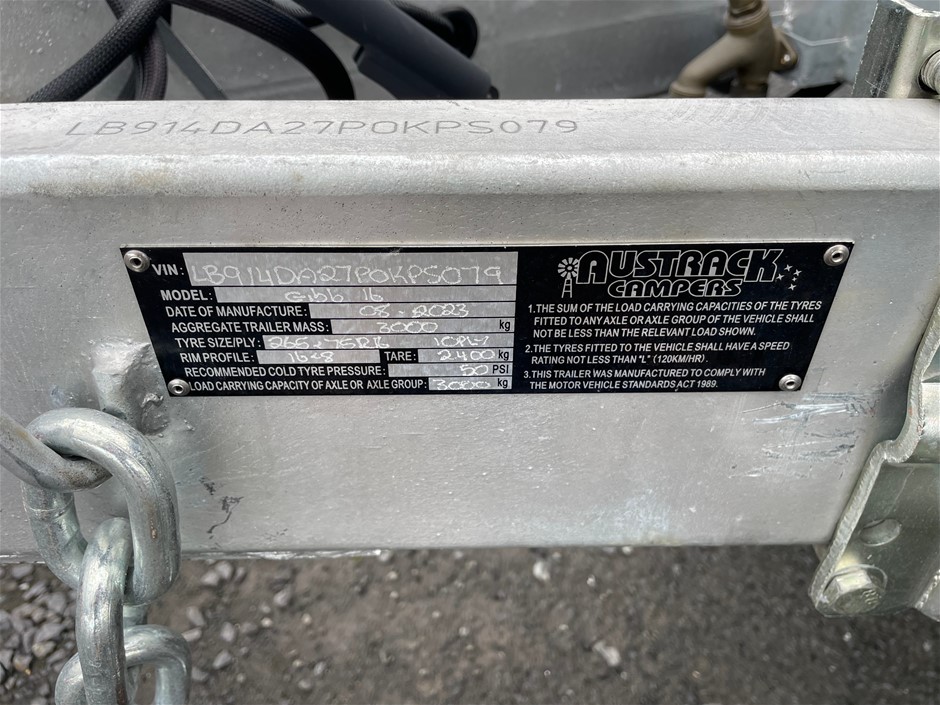 LB914DA27P0KPS079
VIN: LB914DA27P0KPS079
MODEL: Gibb 16
DATE OF MANUFACTURE: 08-2023
AGGREGATE TRAILER MASS: 3000 kg
TYRE SIZE/PLY: 265x75R16
RIM PROFILE: 16x8 TARE: 2400 kg
RECOMMENDED COLD TYRE PRESSURE: 50 PSI
LOAD CARRYING CAPACITY OF AXLE OR AXLE GROUP: 3000 kg
AUSTRACK
CAMPERS
1.THE SUM OF THE LOAD CARRYING CAPACITIES OF THE TYRES
FITTED TO ANY AXLE OR AXLE GROUP OF THE VEHICLE SHALL
NOT BE LESS THAN THE RELEVANT LOAD SHOWN.
2.THE TYRES FITTED TO THE VEHICLE SHALL HAVE A SPEED
RATING NOT LESS THAN "L" (120KM/HR).
3.THIS TRAILER WAS MANUFACTURED TO COMPLY WITH
THE MOTOR VEHICLE STANDARDS ACT 1989.